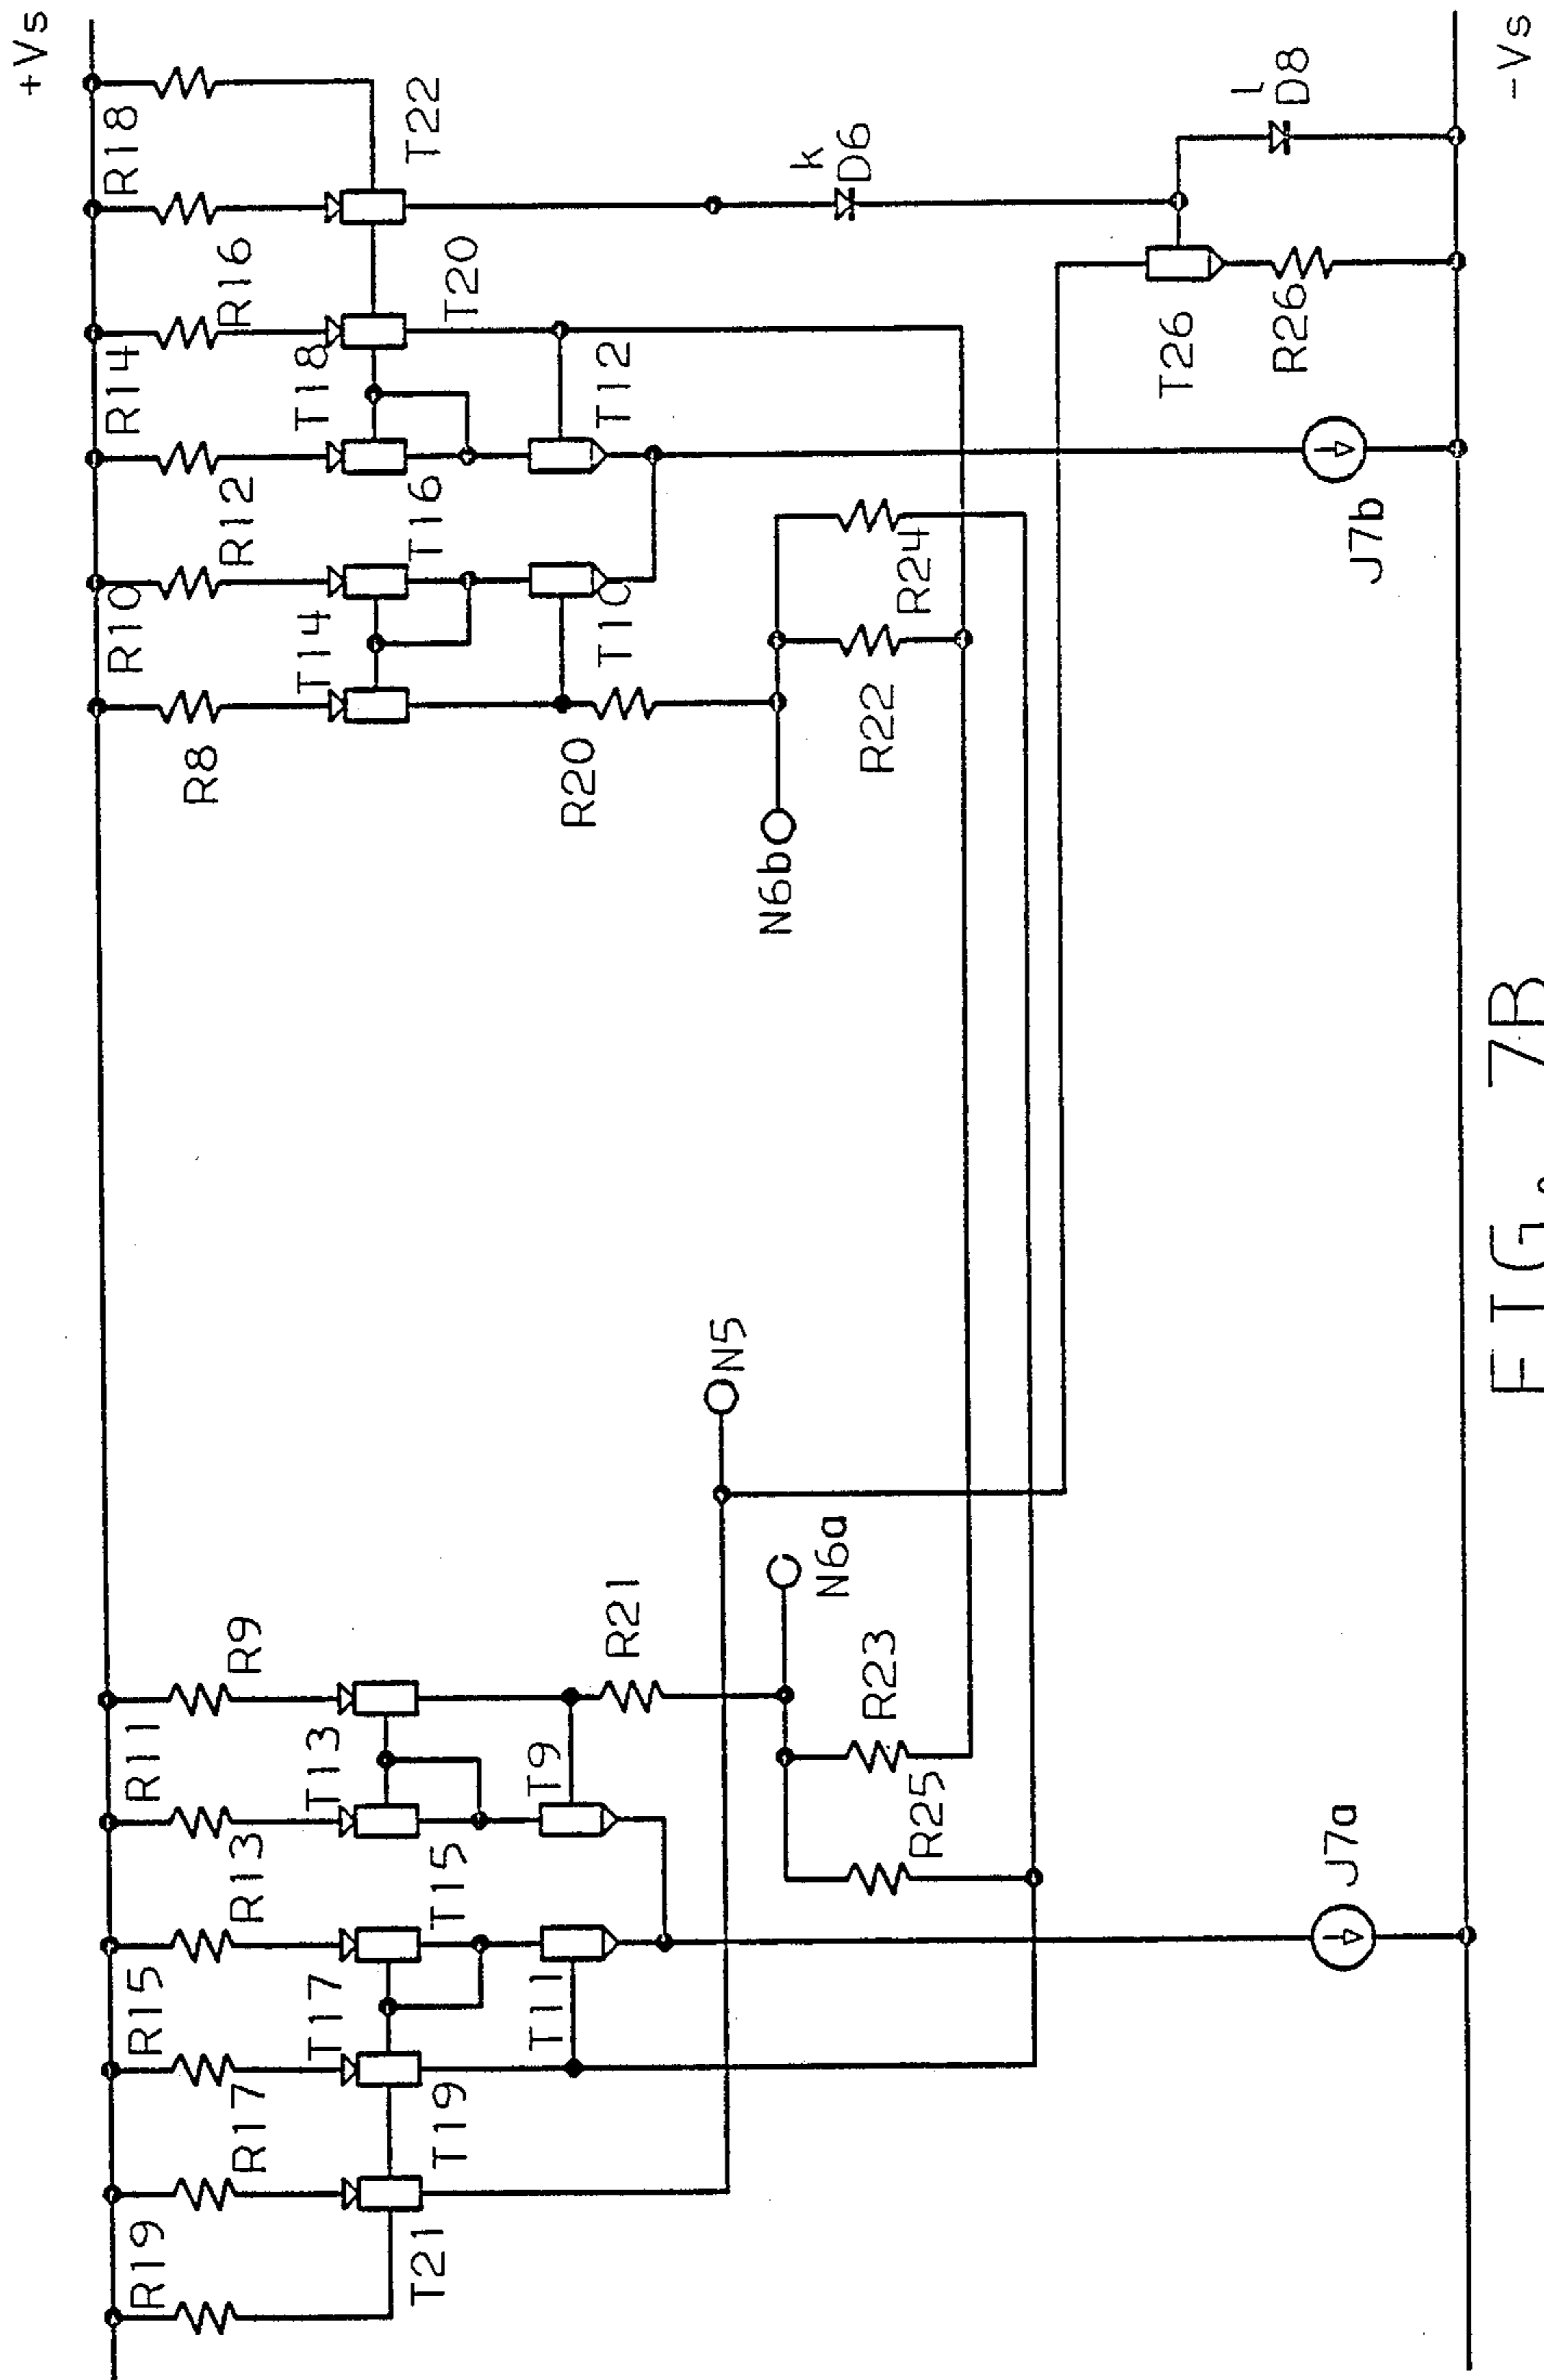 +Vs
R19
R15
R11
R10
R14
R18
R17
R13
R9
R8
R12
R16
T17
T13
T14
T18
T21
T19
T15
T16
T20
T22
T11
T9
R21
R20
T10
T12
N5
N6b
N6a
k
D6
R23
R25
R22
R24
T26
R26
l
D8
J7a
J7b
-Vs
FIG. 7B